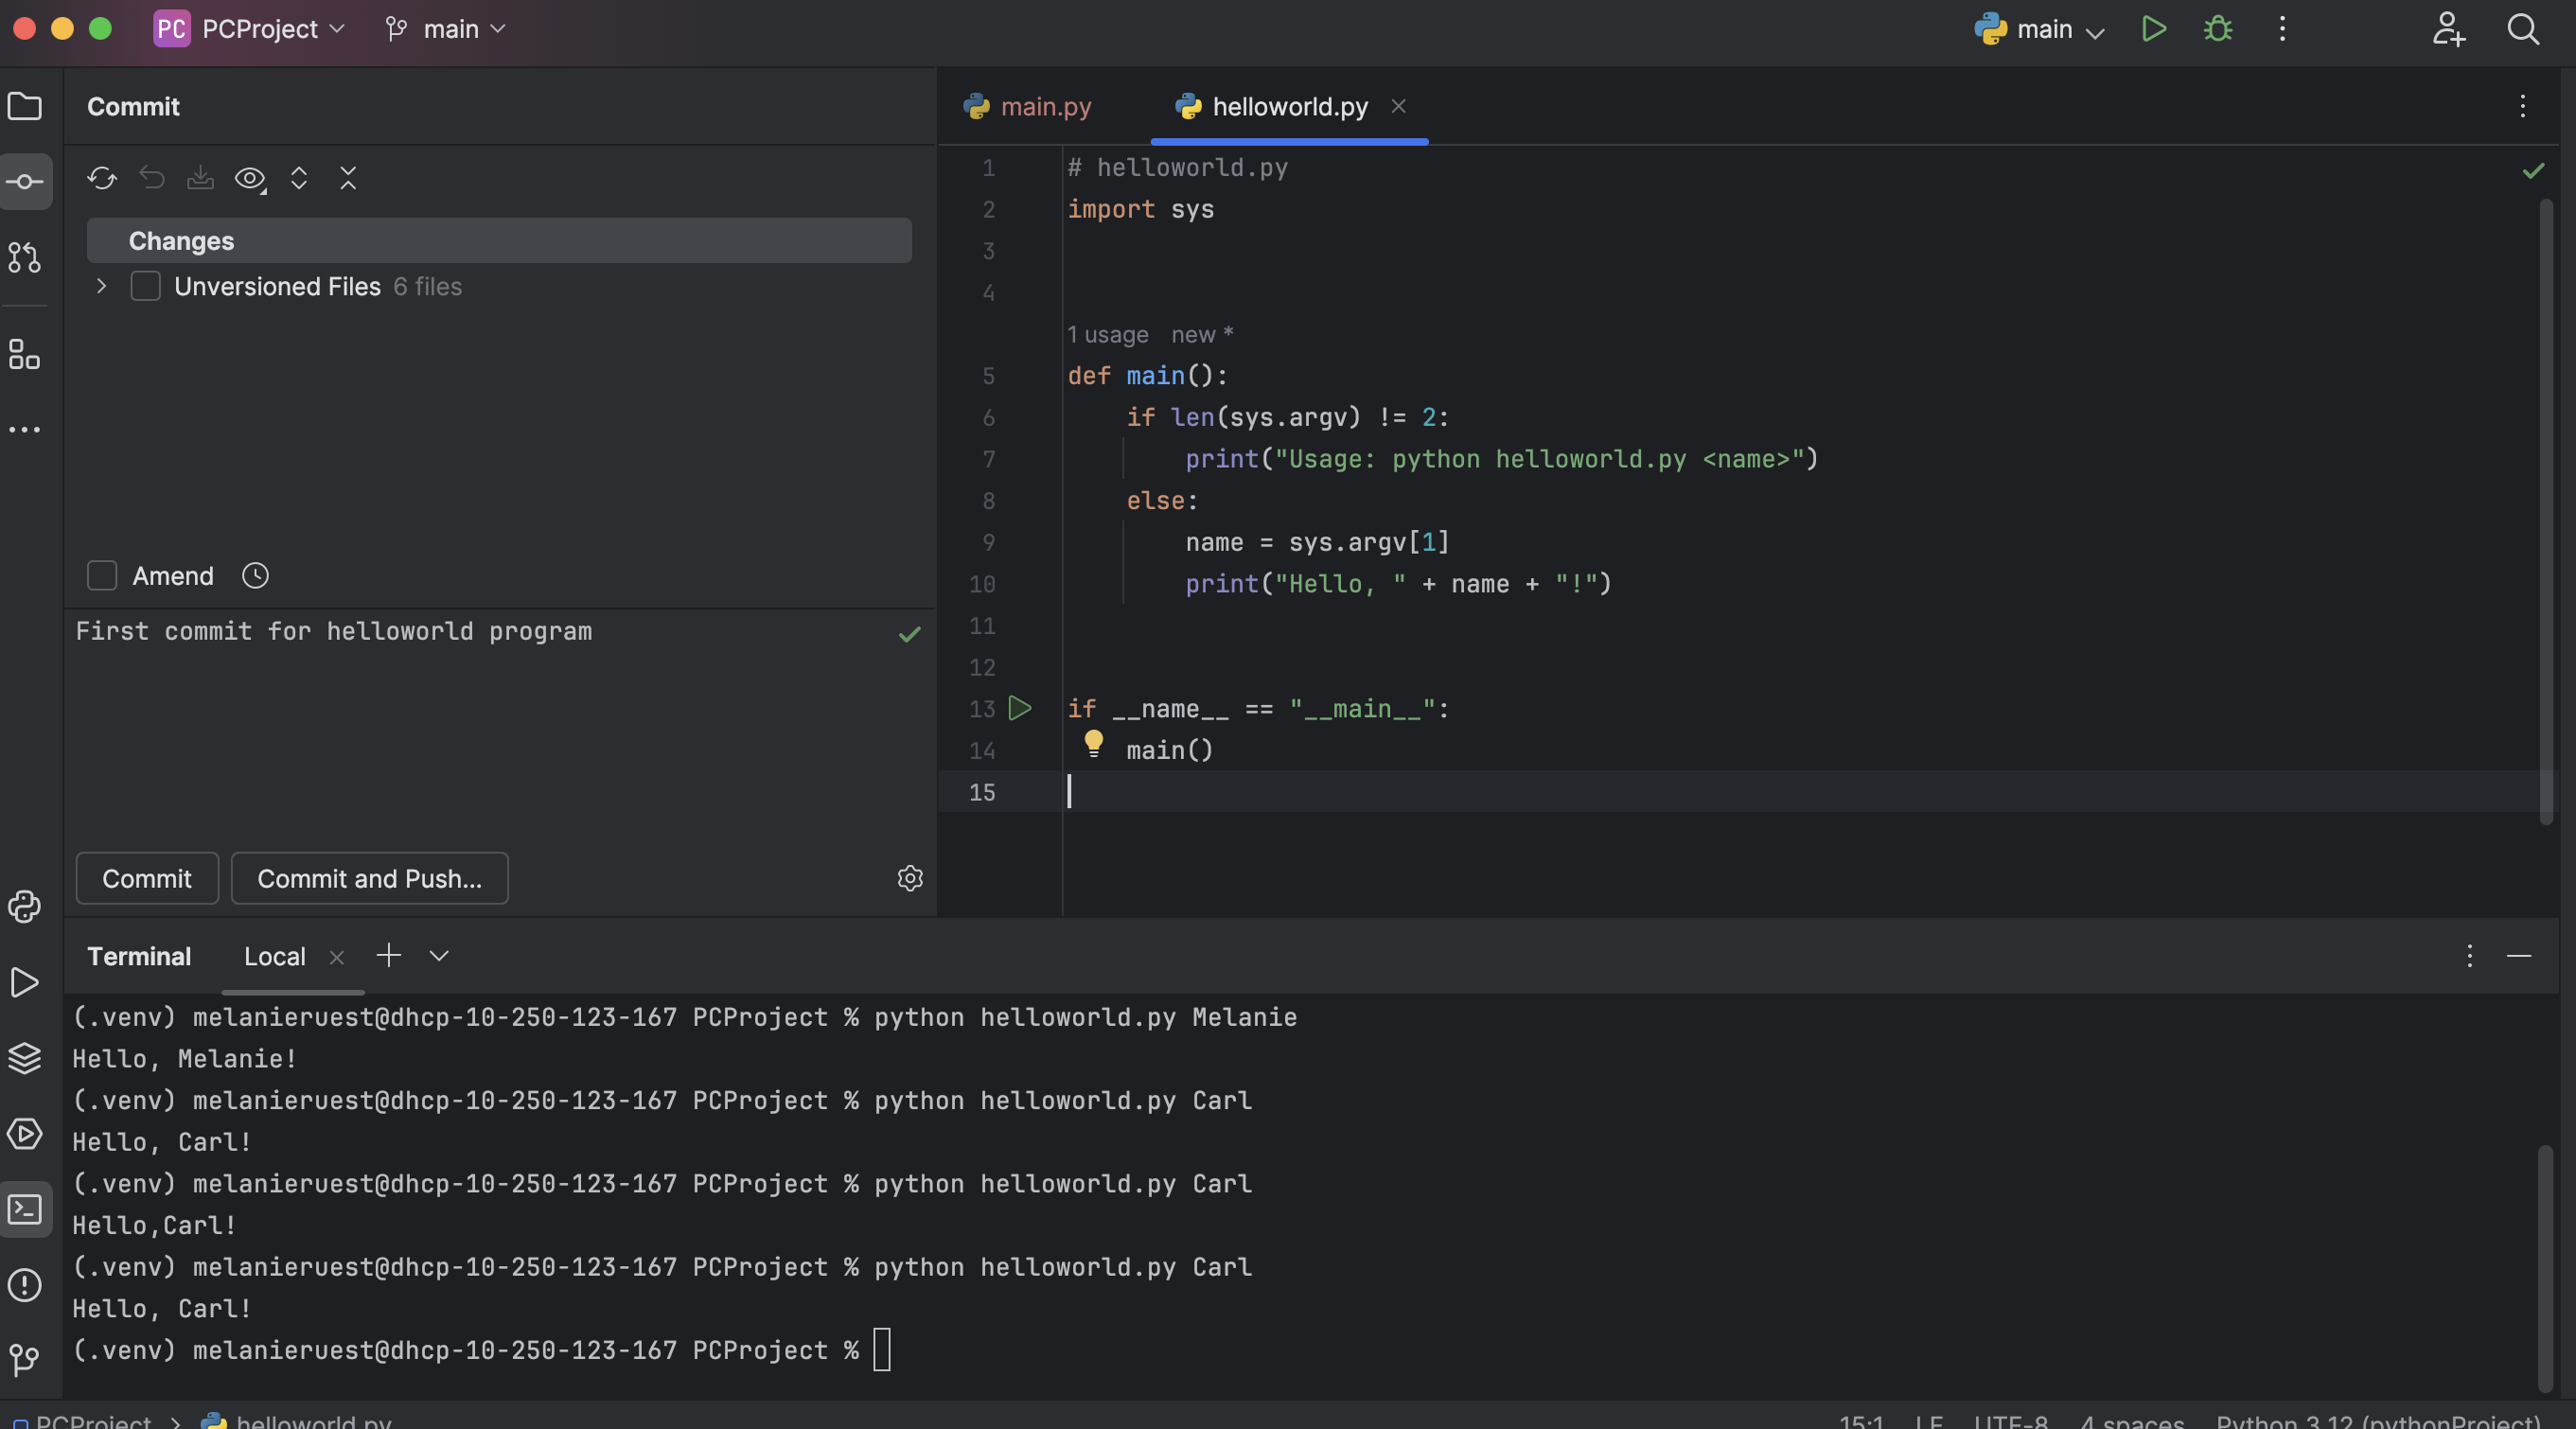 PC PCProject main
main
Commit
Changes
Unversioned Files 6 files
Amend
First commit for helloworld program
Commit Commit and Push...
main.py helloworld.py
1 # helloworld.py
2 import sys
3
4
1 usage new *
5 def main():
6 if len(sys.argv) != 2:
7 print("Usage: python helloworld.py <name>")
8 else:
9 name = sys.argv[1]
10 print("Hello, " + name + "!")
11
12
13 if __name__ == "__main__":
14 main()
15
Terminal Local
(.venv) melanieruest@dhcp-10-250-123-167 PCProject % python helloworld.py Melanie
Hello, Melanie!
(.venv) melanieruest@dhcp-10-250-123-167 PCProject % python helloworld.py Carl
Hello, Carl!
(.venv) melanieruest@dhcp-10-250-123-167 PCProject % python helloworld.py Carl
Hello,Carl!
(.venv) melanieruest@dhcp-10-250-123-167 PCProject % python helloworld.py Carl
Hello, Carl!
(.venv) melanieruest@dhcp-10-250-123-167 PCProject %
PCProject > helloworld.py
15:1 LF UTF-8 4 spaces Python 3.12 (pythonProject)